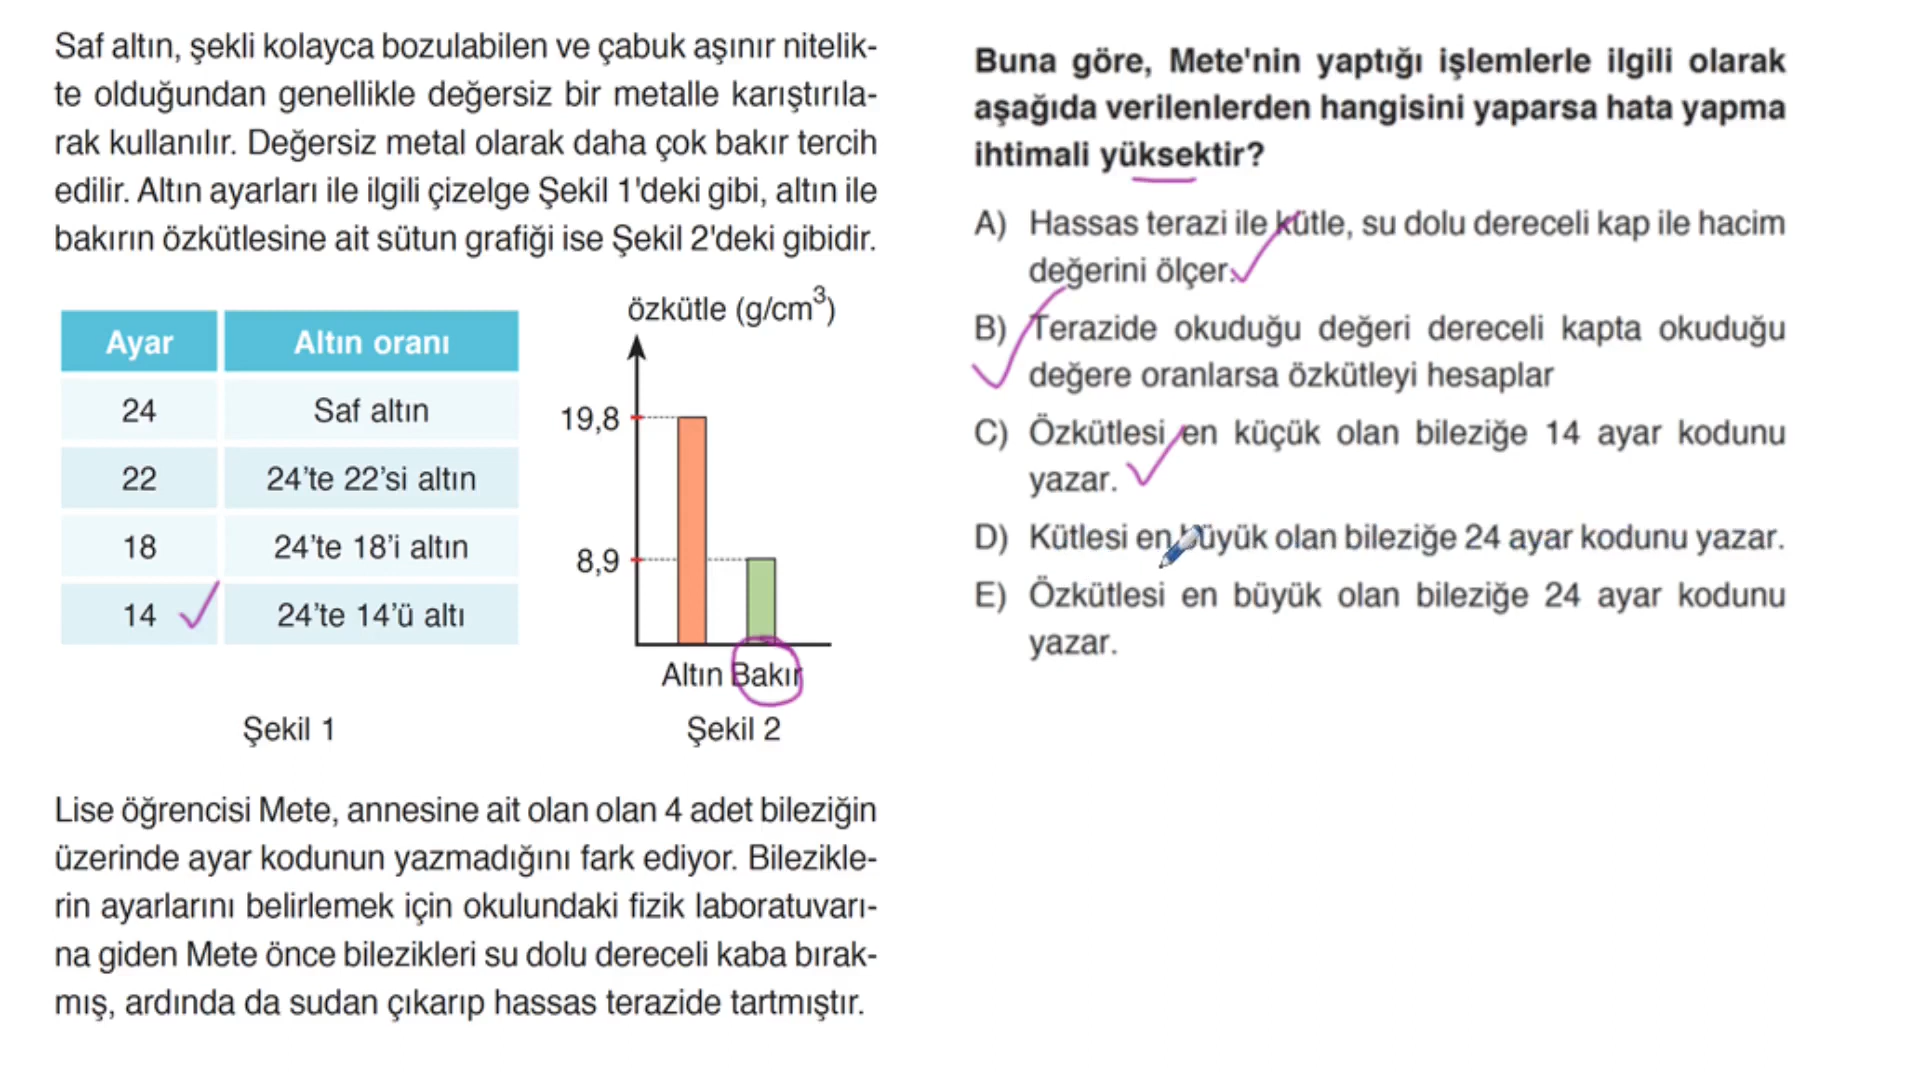 Saf altın, şekli kolayca bozulabilen ve çabuk aşınır nitelik-
te olduğundan genellikle değersiz bir metalle karıştırıla-
rak kullanılır. Değersiz metal olarak daha çok bakır tercih
edilir. Altın ayarları ile ilgili çizelge Şekil 1'deki gibi, altın ile
bakırın özkütlesine ait sütun grafiği ise Şekil 2'deki gibidir.
Ayar Altın oranı
24 Saf altın
22 24'te 22'si altın
18 24'te 18'i altın
14 24'te 14'ü altı
Şekil 1
özkütle (g/cm³)
19,8
8,9
Altın Bakır
Şekil 2
Lise öğrencisi Mete, annesine ait olan olan 4 adet bileziğin
üzerinde ayar kodunun yazmadığını fark ediyor. Bilezikle-
rin ayarlarını belirlemek için okulundaki fizik laboratuvarı-
na giden Mete önce bilezikleri su dolu dereceli kaba bırak-
mış, ardında da sudan çıkarıp hassas terazide tartmıştır.
Buna göre, Mete'nin yaptığı işlemlerle ilgili olarak
aşağıda verilenlerden hangisini yaparsa hata yapma
ihtimali yüksektir?
A) Hassas terazi ile kütle, su dolu dereceli kap ile hacim
değerini ölçer.
B) Terazide okuduğu değeri dereceli kapta okuduğu
değere oranlarsa özkütleyi hesaplar
C) Özkütlesi en küçük olan bileziğe 14 ayar kodunu
yazar.
D) Kütlesi en büyük olan bileziğe 24 ayar kodunu yazar.
E) Özkütlesi en büyük olan bileziğe 24 ayar kodunu
yazar.